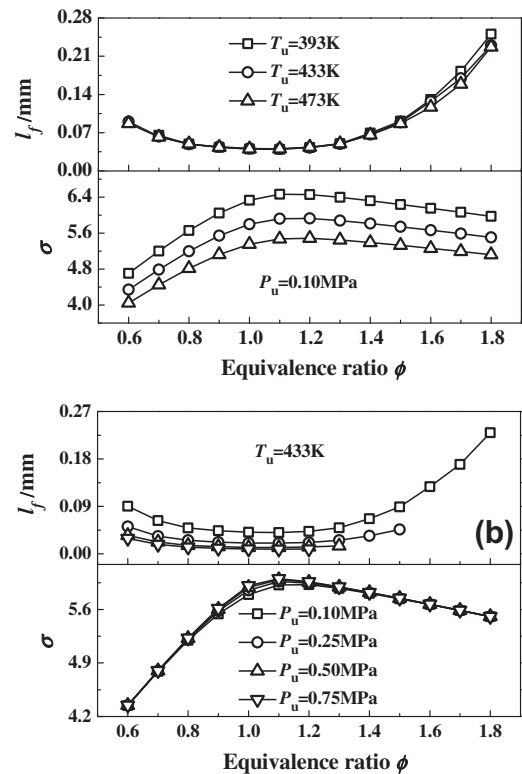 0.28
0.21
0.14
0.07
0.00
l_f/mm
T_u=393K
T_u=433K
T_u=473K
6.4
5.6
4.8
4.0
σ
P_u=0.10MPa
0.6 0.8 1.0 1.2 1.4 1.6 1.8
Equivalence ratio ϕ
0.27
0.18
0.09
0.00
l_f/mm
T_u=433K
(b)
5.6
4.9
4.2
σ
P_u=0.10MPa
P_u=0.25MPa
P_u=0.50MPa
P_u=0.75MPa
0.6 0.8 1.0 1.2 1.4 1.6 1.8
Equivalence ratio ϕ